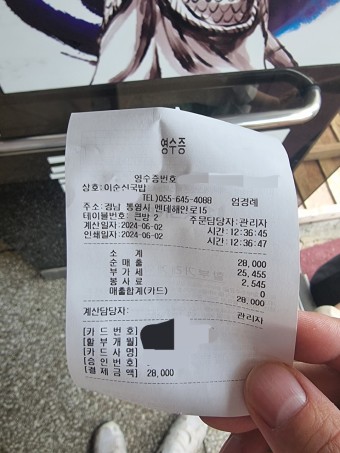 영수증
영수증번호
상호:이순신국밥 엄경례
TEL)055-645-4088
주소:경남 통영시 멘데해안로15
테이블번호: 큰방 2 주문담당자:관리자
계산일자:2024-06-02 시간: 12:36:45
인쇄일자:2024-06-02 시간: 12:36:47
소 계 28,000
순 매 출 25,455
부 가 세 2,545
봉 사 료 0
매출합계(카드) 28,000
계산담당자: 관리자
[카 드 번 호]
[할 부 개 월]
[카 드 사 명]
[승 인 번 호]
[결 제 금 액] 28,000